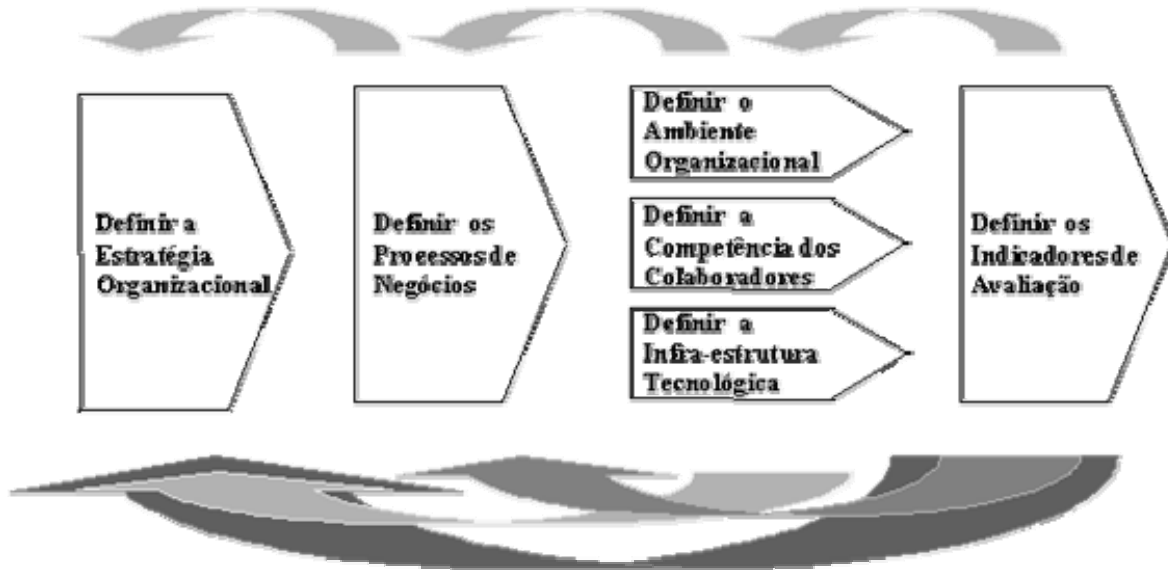 Definir a
Estratégia
Organizacional
Definir os
Processos de
Negócios
Definir o
Ambiente
Organizacional
Definir a
Competência dos
Colaboradores
Definir a
Infra-estrutura
Tecnológica
Definir os
Indicadores de
Avaliação